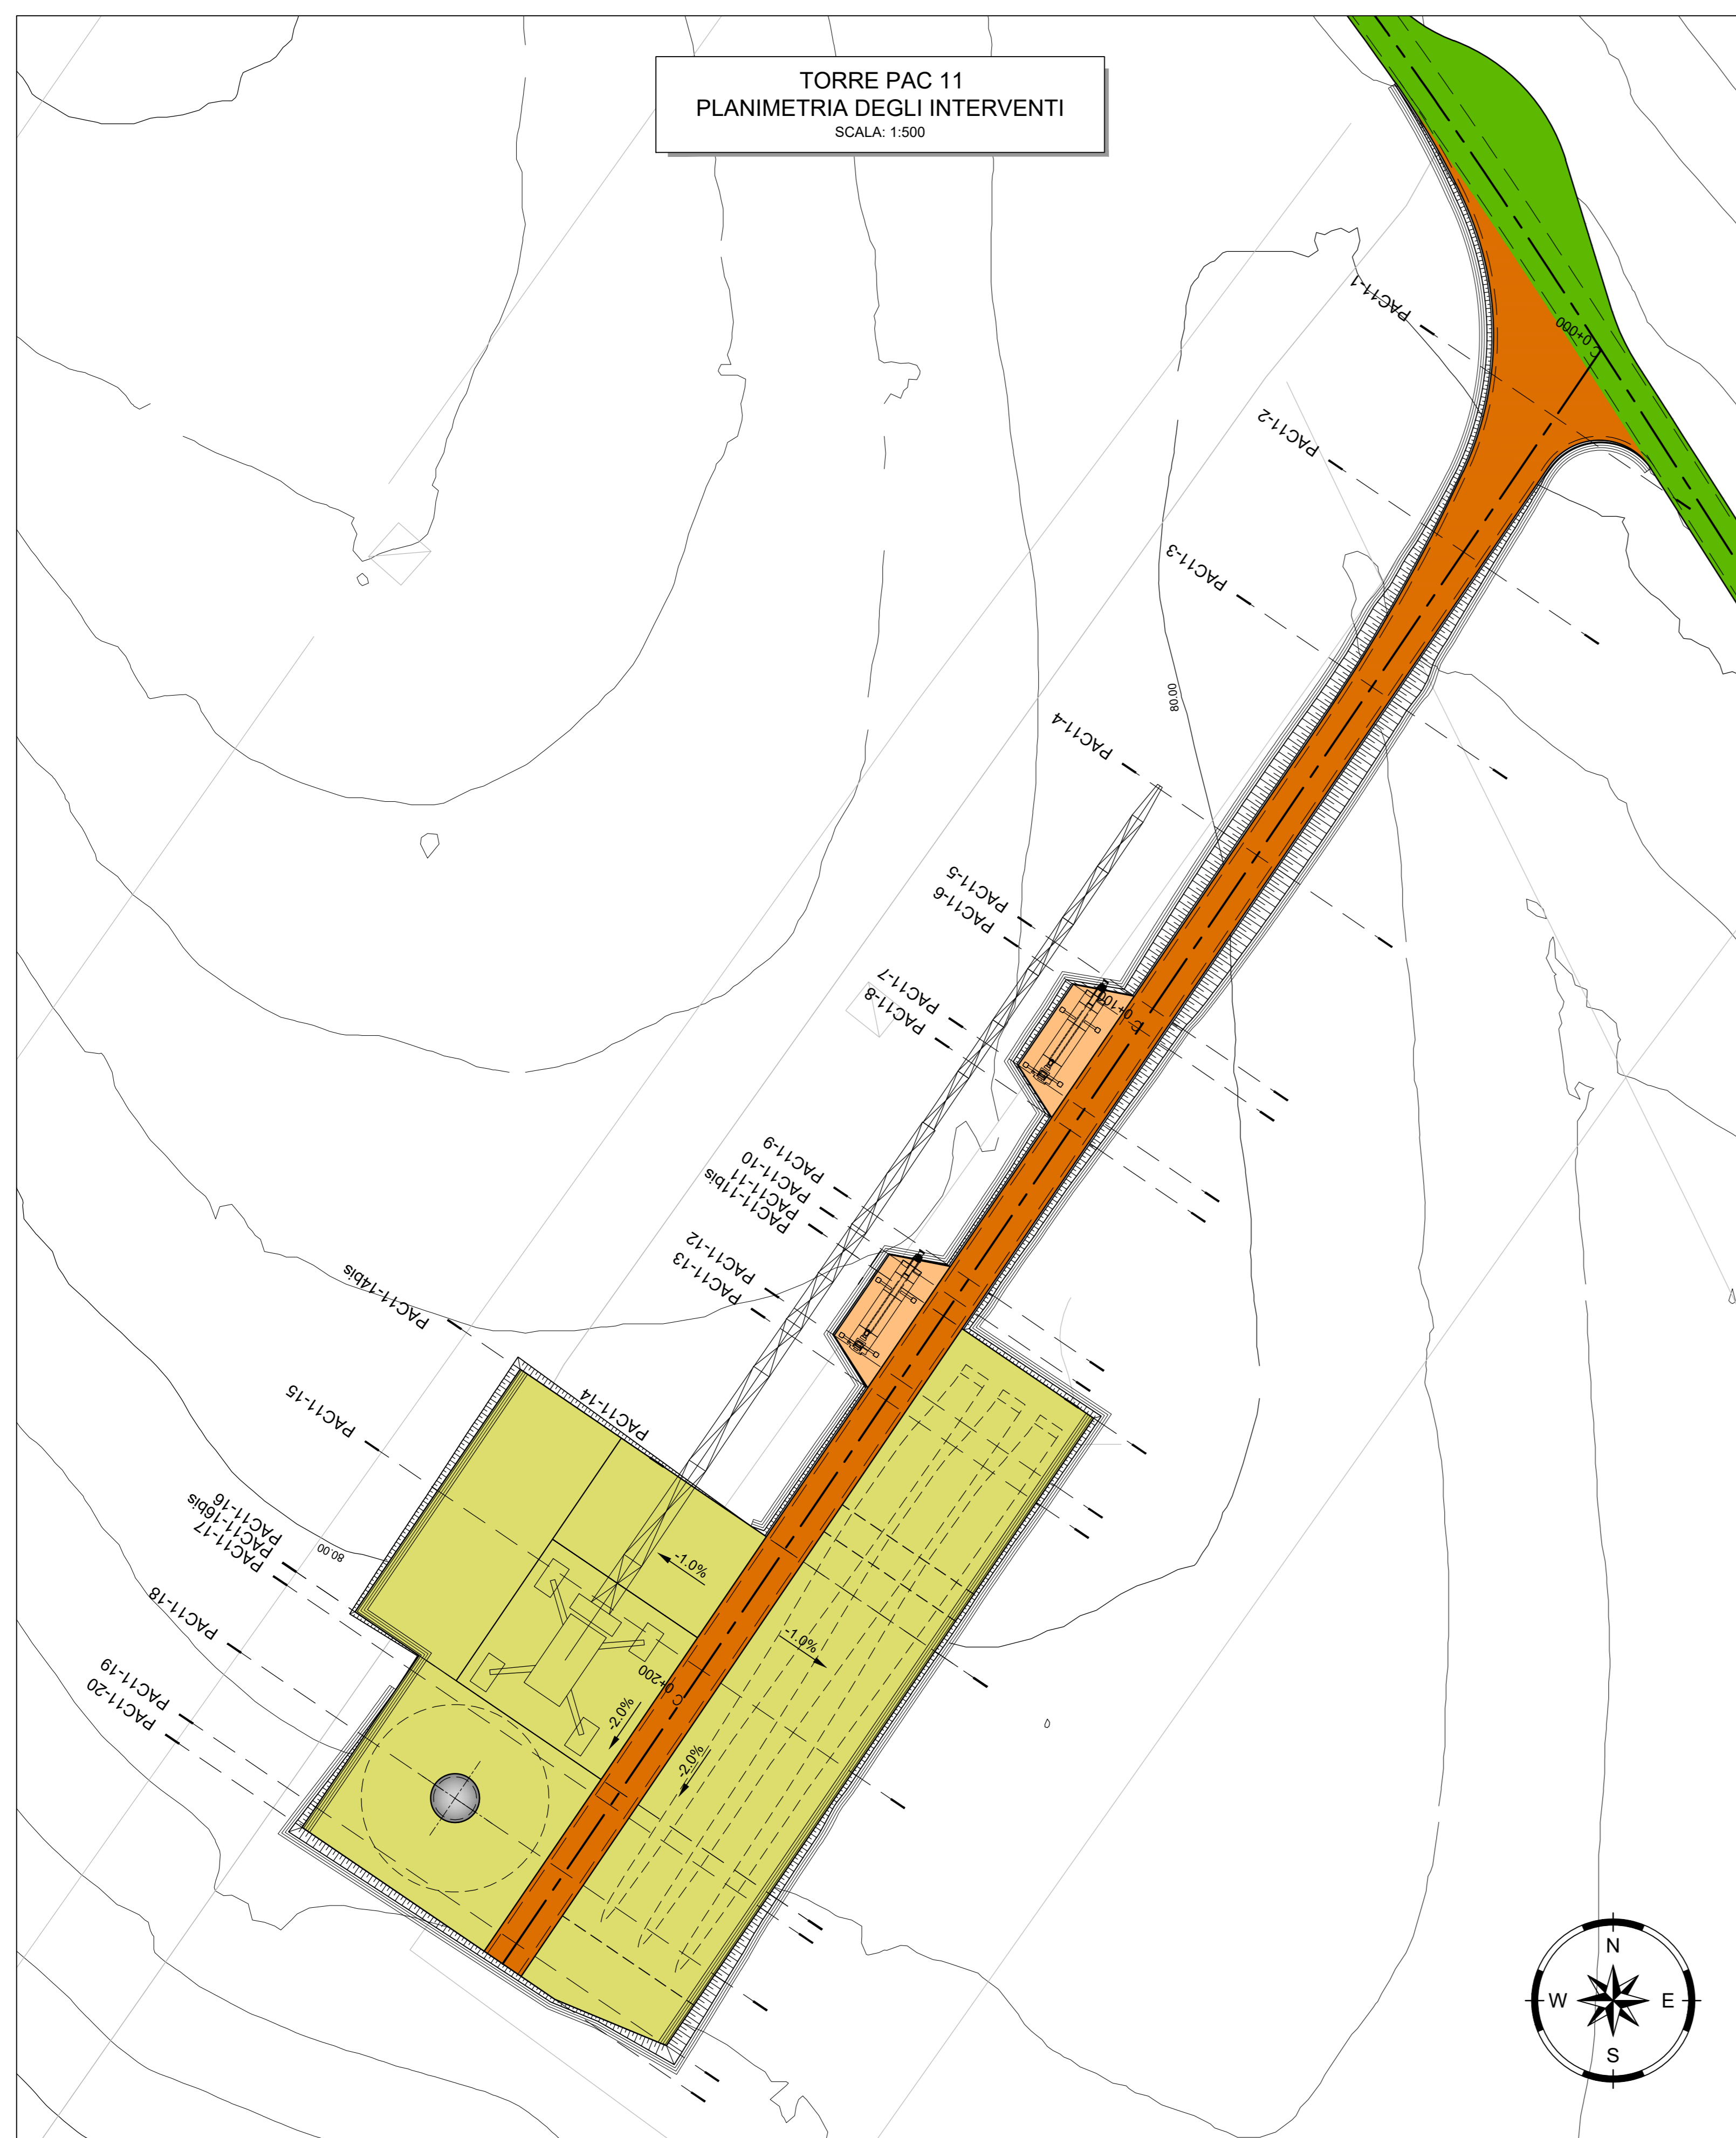 TORRE PAC 11
PLANIMETRIA DEGLI INTERVENTI
SCALA: 1:500
PAC11-1
0+000
PAC11-2
PAC11-3
80.00
PAC11-4
PAC11-5
PAC11-6
PAC11-7
PAC11-8
0+100
PAC11-9
PAC11-10
PAC11-11
PAC11-11bis
PAC11-12
PAC11-13
PAC11-14bis
PAC11-14
PAC11-15
-1.0%
PAC11-16
PAC11-16bis
PAC11-17
80.00
PAC11-18
-1.0%
0+200
-2.0%
-2.0%
PAC11-19
PAC11-20
N
W
E
S